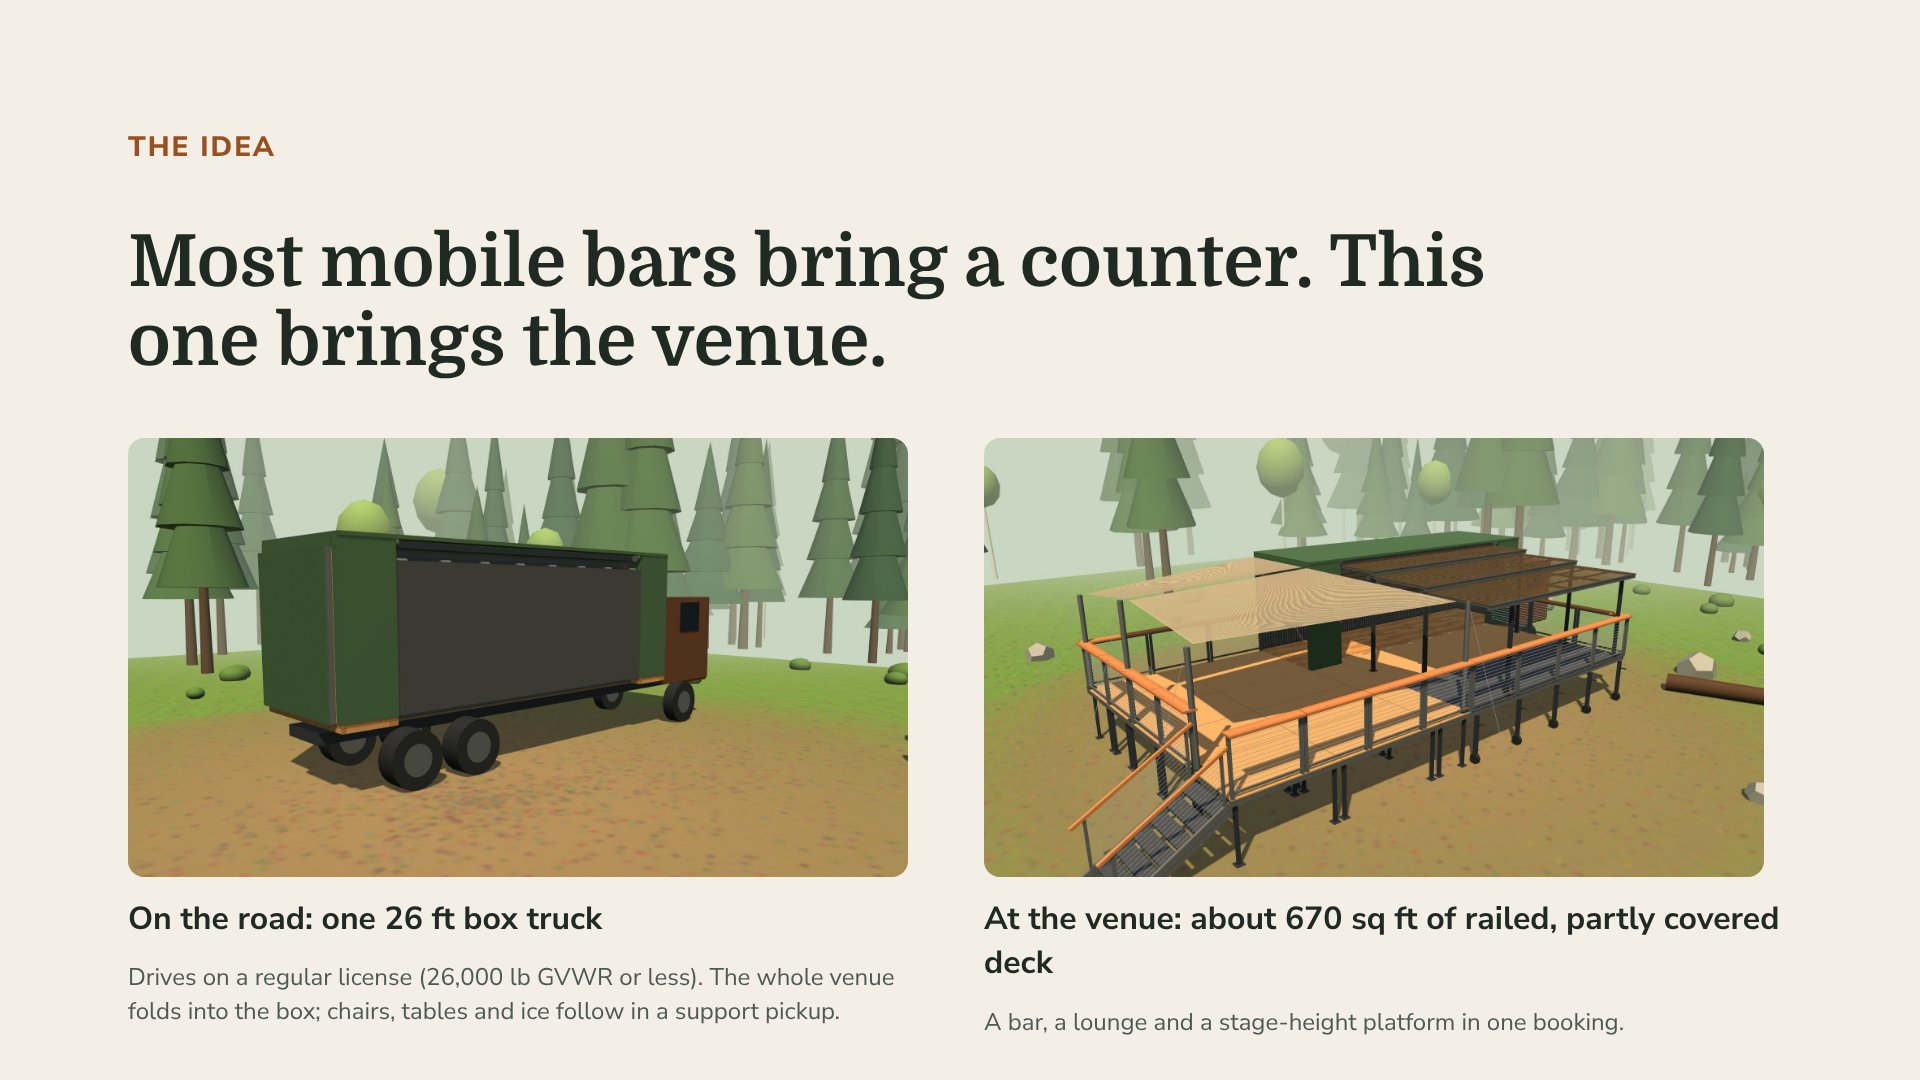 THE IDEA
Most mobile bars bring a counter. This
one brings the venue.
On the road: one 26 ft box truck
Drives on a regular license (26,000 lb GVWR or less). The whole venue
folds into the box; chairs, tables and ice follow in a support pickup.
At the venue: about 670 sq ft of railed, partly covered
deck
A bar, a lounge and a stage-height platform in one booking.